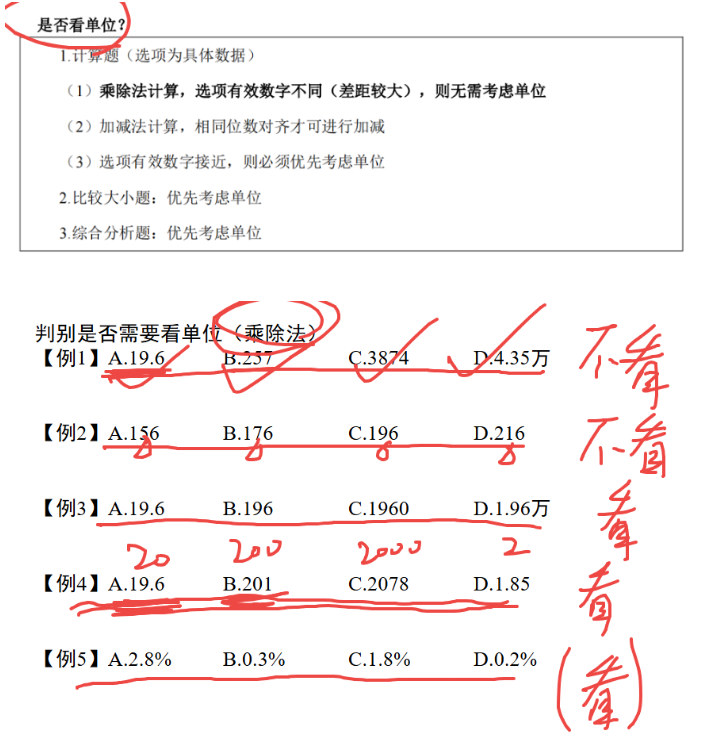 是否看单位？
1.计算题（选项为具体数据）
（1）乘除法计算，选项有效数字不同（差距较大），则无需考虑单位
（2）加减法计算，相同位数对齐才可进行加减
（3）选项有效数字接近，则必须优先考虑单位
2.比较大小题：优先考虑单位
3.综合分析题：优先考虑单位
判别是否需要看单位（乘除法）
【例1】A.19.6 B.257 C.3874 D.4.35万 不看
【例2】A.156 B.176 C.196 D.216 不看
【例3】A.19.6 B.196 C.1960 D.1.96万 看
20 200 2000 2
【例4】A.19.6 B.201 C.2078 D.1.85 看
【例5】A.2.8% B.0.3% C.1.8% D.0.2% (看)